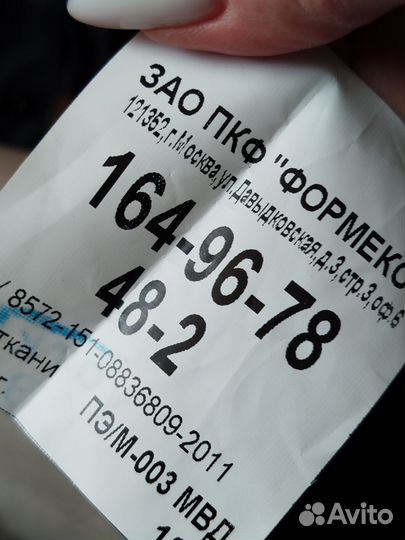 ЗАО ПКФ "ФОРМЕКС
121352,г.Москва,ул.Давыдковская,д.3,стр.3,оф.6
164-96-78
48-2
8572-151-08836809-2011
ткани
г.
ПЭ/М-003 МВД
Avito